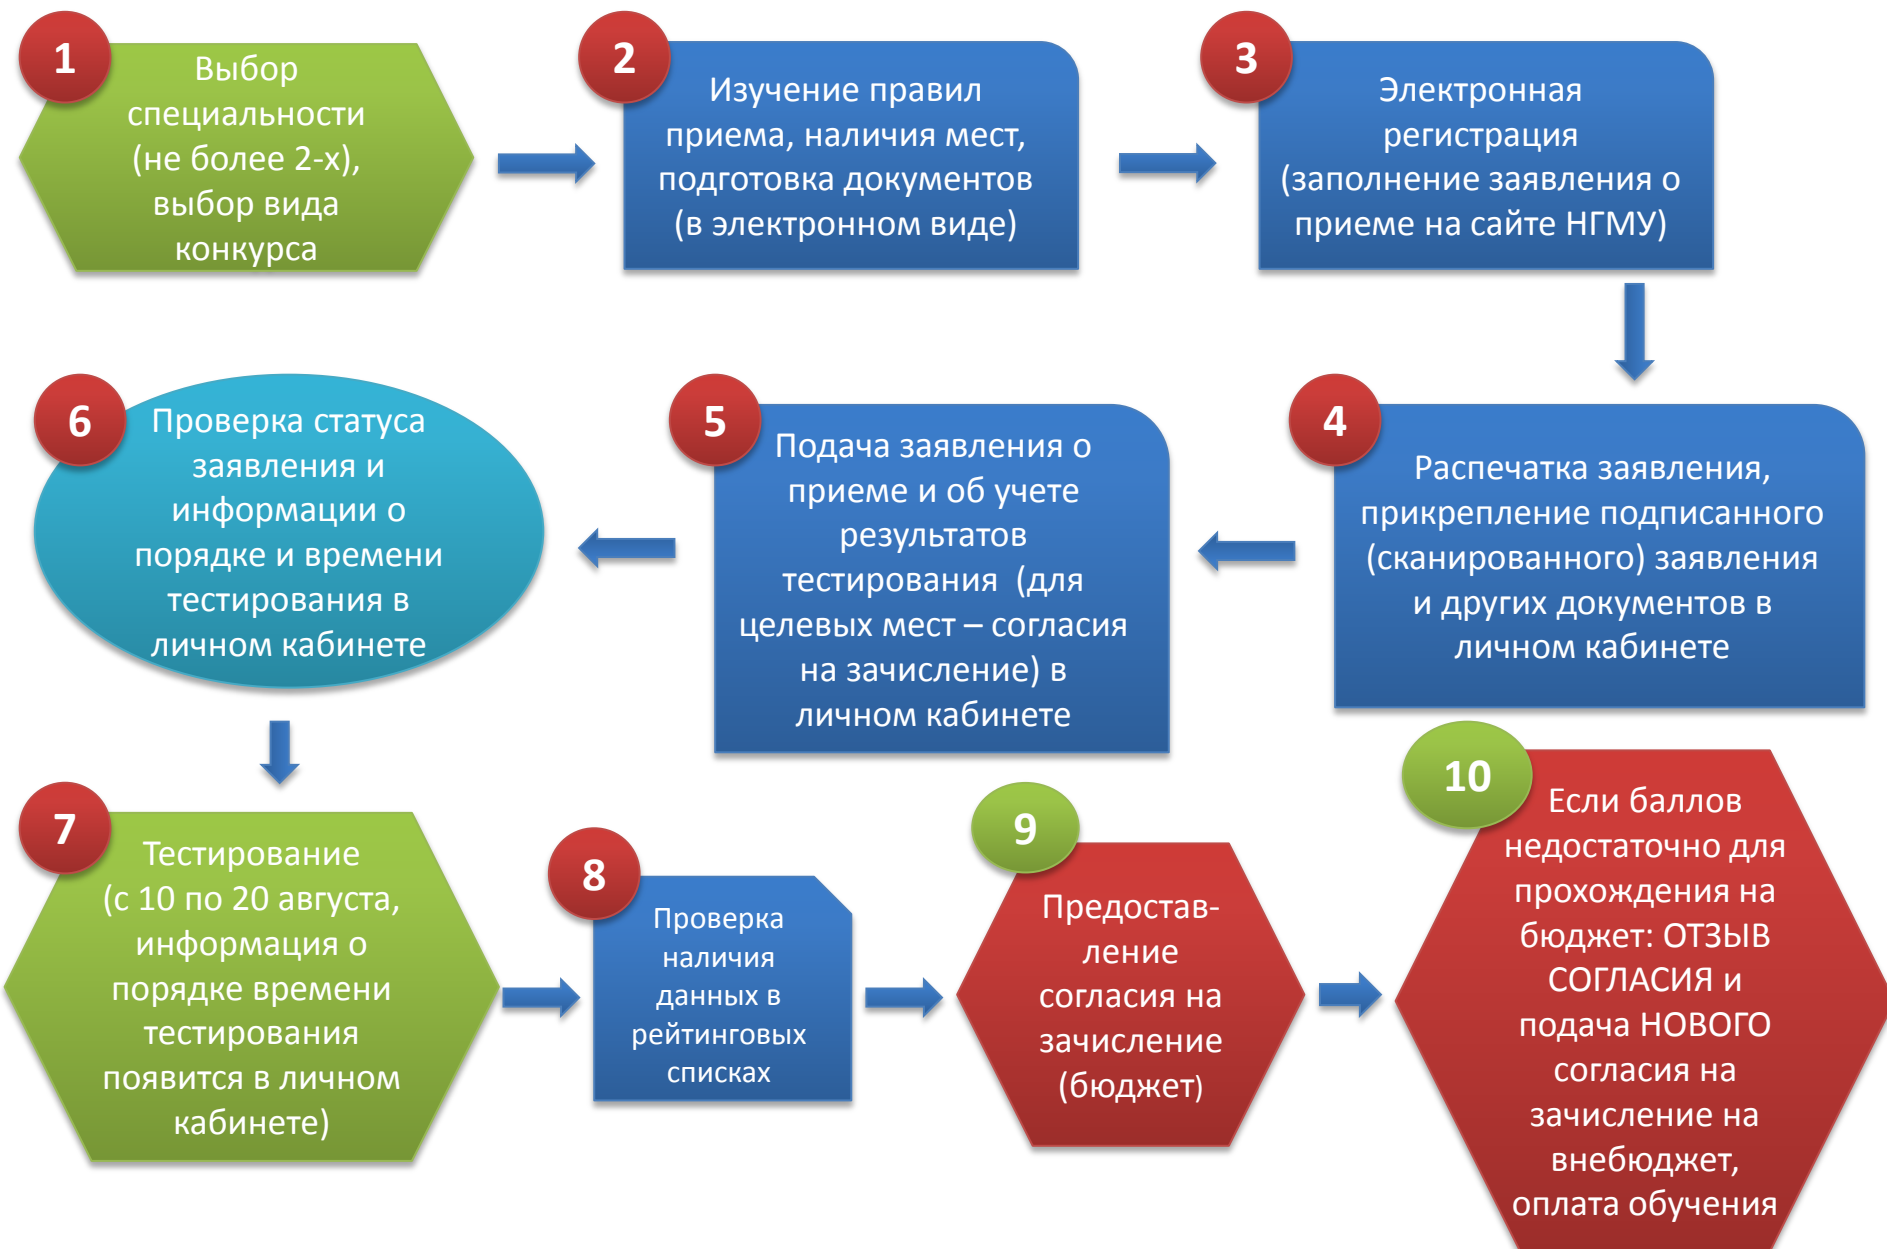 1
Выбор
специальности
(не более 2-х),
выбор вида
конкурса
2
Изучение правил
приема, наличия мест,
подготовка документов
(в электронном виде)
3
Электронная
регистрация
(заполнение заявления о
приеме на сайте НГМУ)
4
Распечатка заявления,
прикрепление подписанного
(сканированного) заявления
и других документов в
личном кабинете
5
Подача заявления о
приеме и об учете
результатов
тестирования (для
целевых мест – согласия
на зачисление) в
личном кабинете
6
Проверка статуса
заявления и
информации о
порядке и времени
тестирования в
личном кабинете
7
Тестирование
(с 10 по 20 августа,
информация о
порядке времени
тестирования
появится в личном
кабинете)
8
Проверка
наличия
данных в
рейтинговых
списках
9
Предостав-
ление
согласия на
зачисление
(бюджет)
10
Если баллов
недостаточно для
прохождения на
бюджет: ОТЗЫВ
СОГЛАСИЯ и
подача НОВОГО
согласия на
зачисление на
внебюджет,
оплата обучения